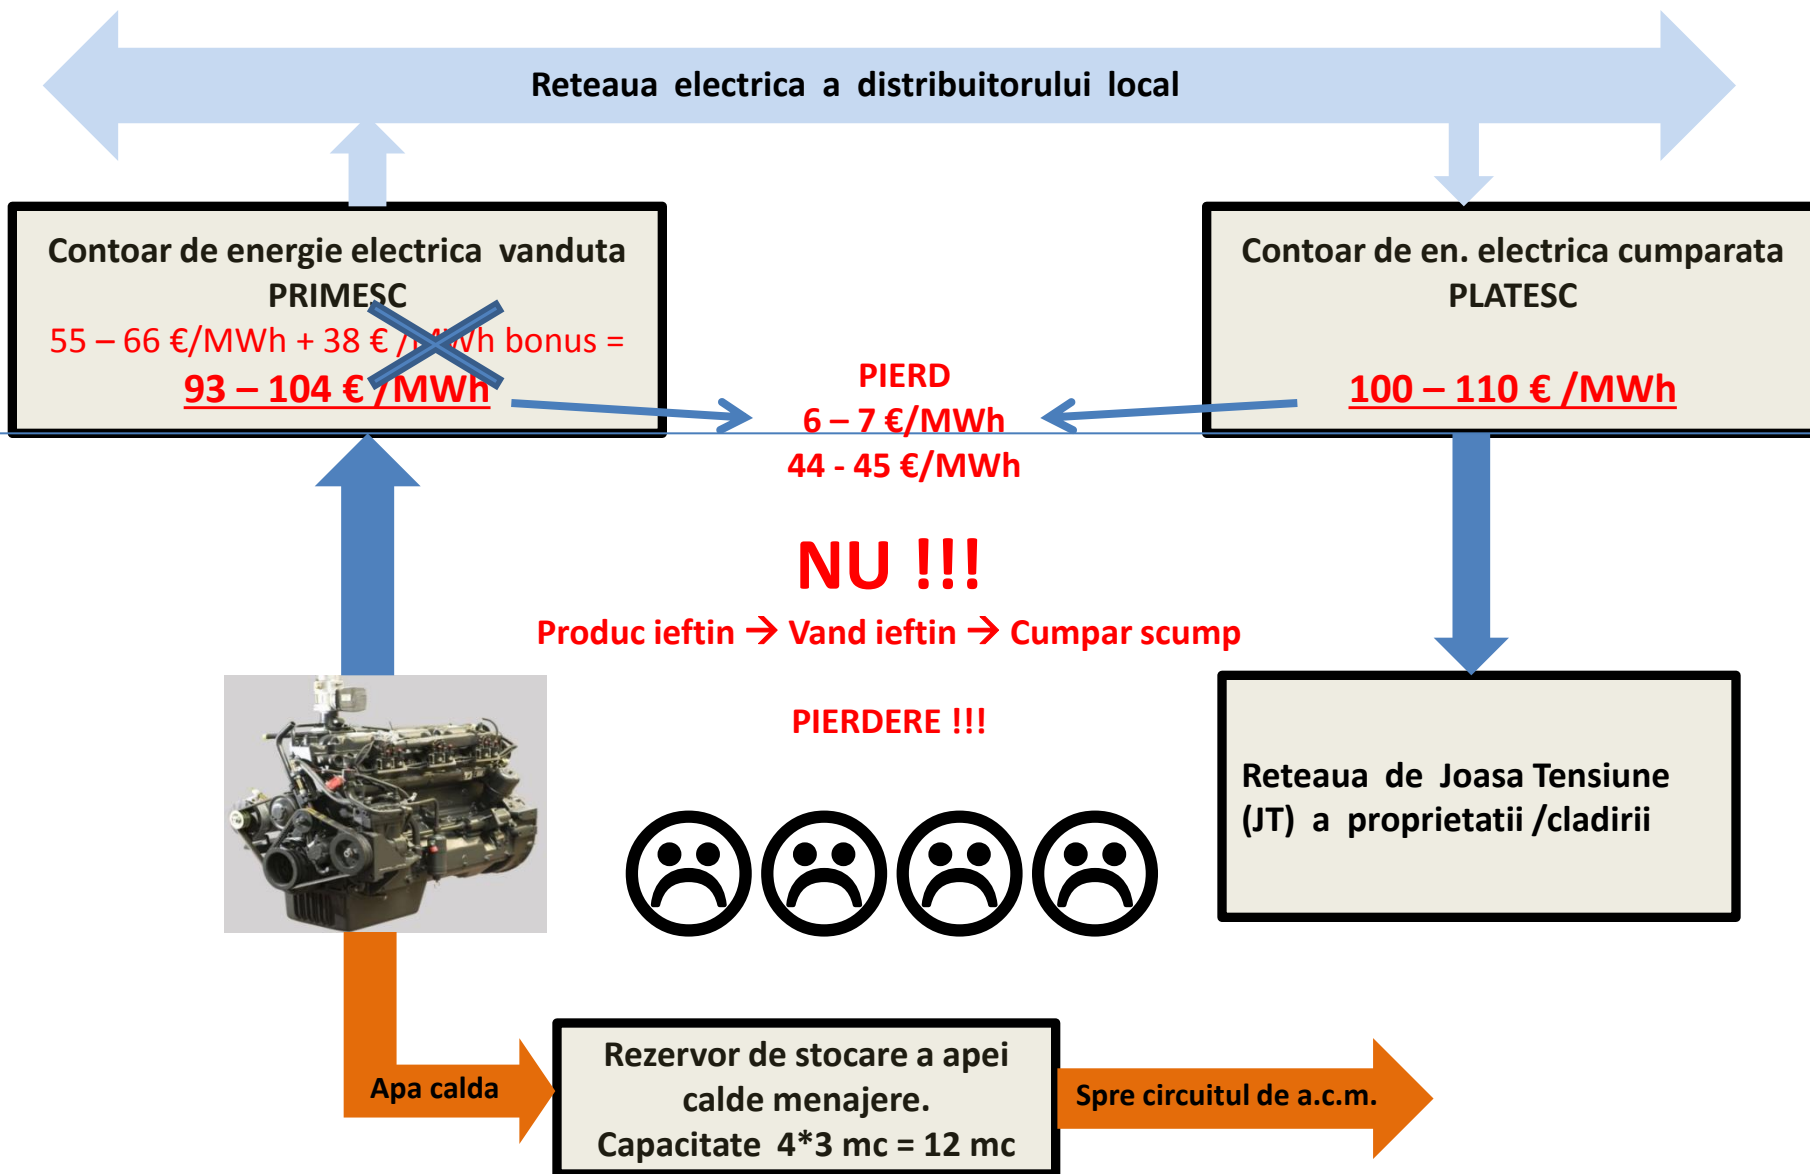 Reteaua electrica a distribuitorului local
Contoar de energie electrica vanduta
PRIMESC
55 – 66 €/MWh + 38 € /MWh bonus =
93 – 104 € /MWh
Contoar de en. electrica cumparata
PLATESC
100 – 110 € /MWh
PIERD
6 – 7 €/MWh
44 - 45 €/MWh
NU !!!
Produc ieftin → Vand ieftin → Cumpar scump
PIERDERE !!!
Reteaua de Joasa Tensiune
(JT) a proprietatii /cladirii
Apa calda
Rezervor de stocare a apei
calde menajere.
Capacitate 4*3 mc = 12 mc
Spre circuitul de a.c.m.